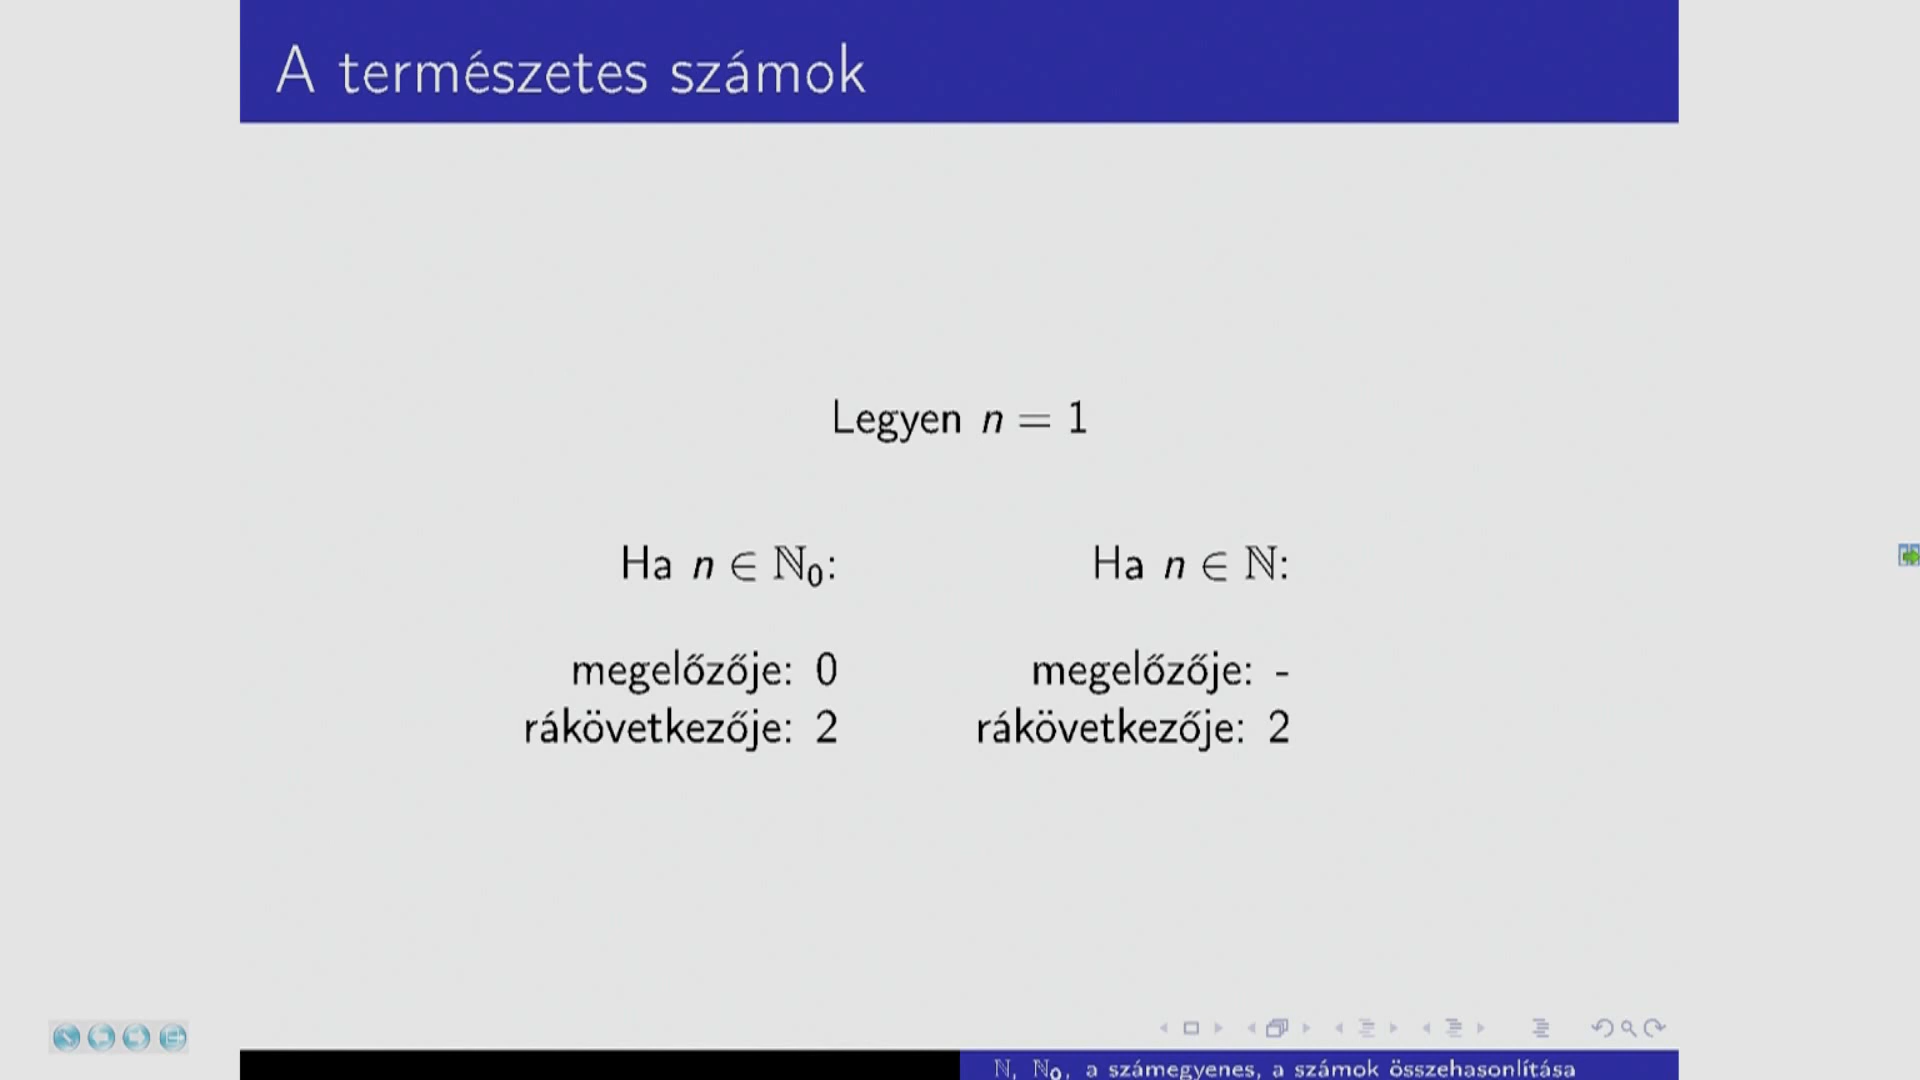 A természetes számok
Legyen n = 1
Ha n ∈ ℕ₀:
megelőzője: 0
rákövetkezője: 2
Ha n ∈ ℕ:
megelőzője: -
rákövetkezője: 2
ℕ, ℕ₀, a számegyenes, a számok összehasonlítása